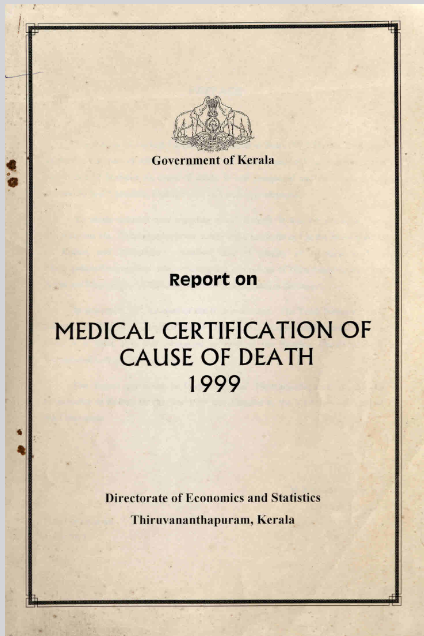 Government of Kerala
Report on
MEDICAL CERTIFICATION OF
CAUSE OF DEATH
1999
Directorate of Economics and Statistics
Thiruvananthapuram, Kerala